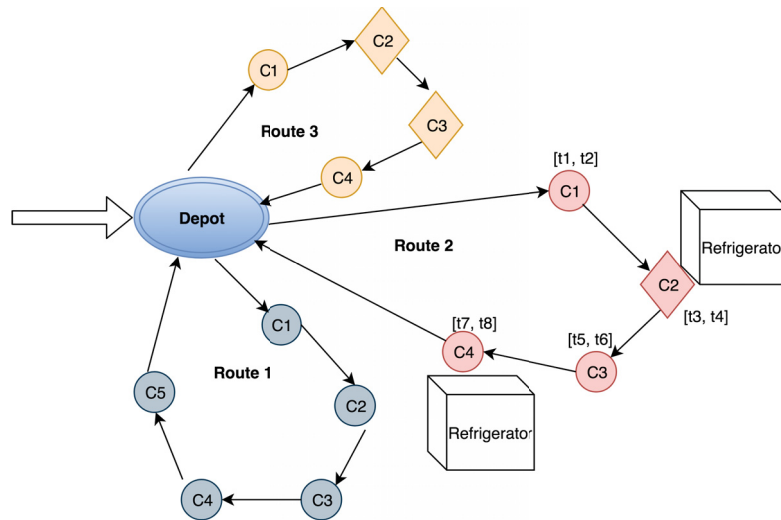 C2
C1
Route 3
C3
C4
[t1, t2]
C1
Depot
Route 2
Refrigerator
C2
[t3, t4]
[t7, t8]
[t5, t6]
C4
C3
Refrigerator
C1
Route 1
C5
C2
C4
C3